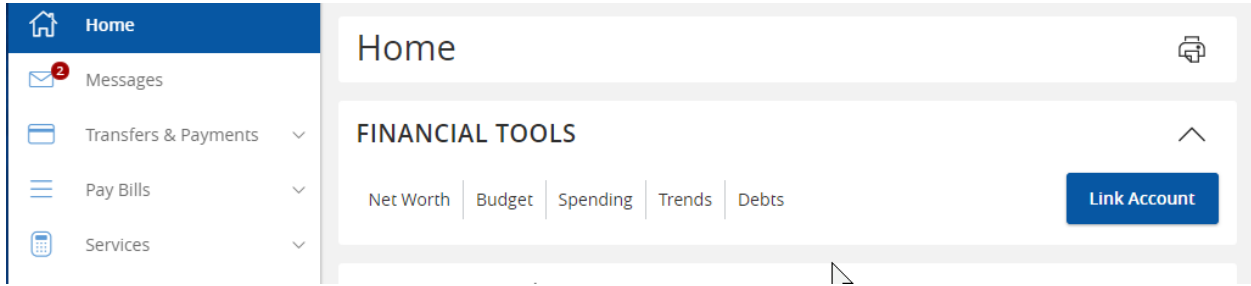 Home
2
Messages
Transfers & Payments
Pay Bills
Services
Home
FINANCIAL TOOLS
Net Worth Budget Spending Trends Debts
Link Account